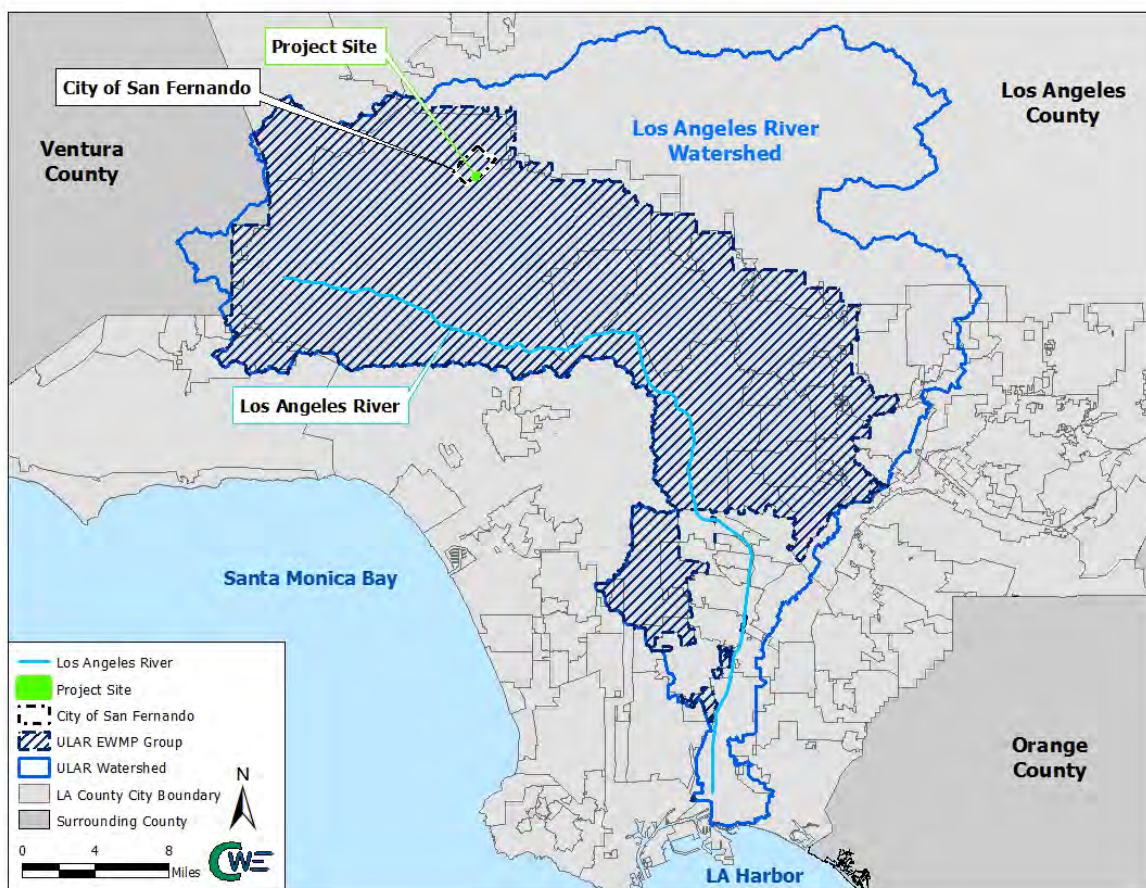 Project Site
City of San Fernando
Los Angeles
County
Los Angeles River
Watershed
Ventura
County
Los Angeles River
Santa Monica Bay
Los Angeles River
Project Site
City of San Fernando
ULAR EWMP Group
ULAR Watershed
LA County City Boundary
Surrounding County
N
0 4 8
Miles
CWE
Orange
County
LA Harbor